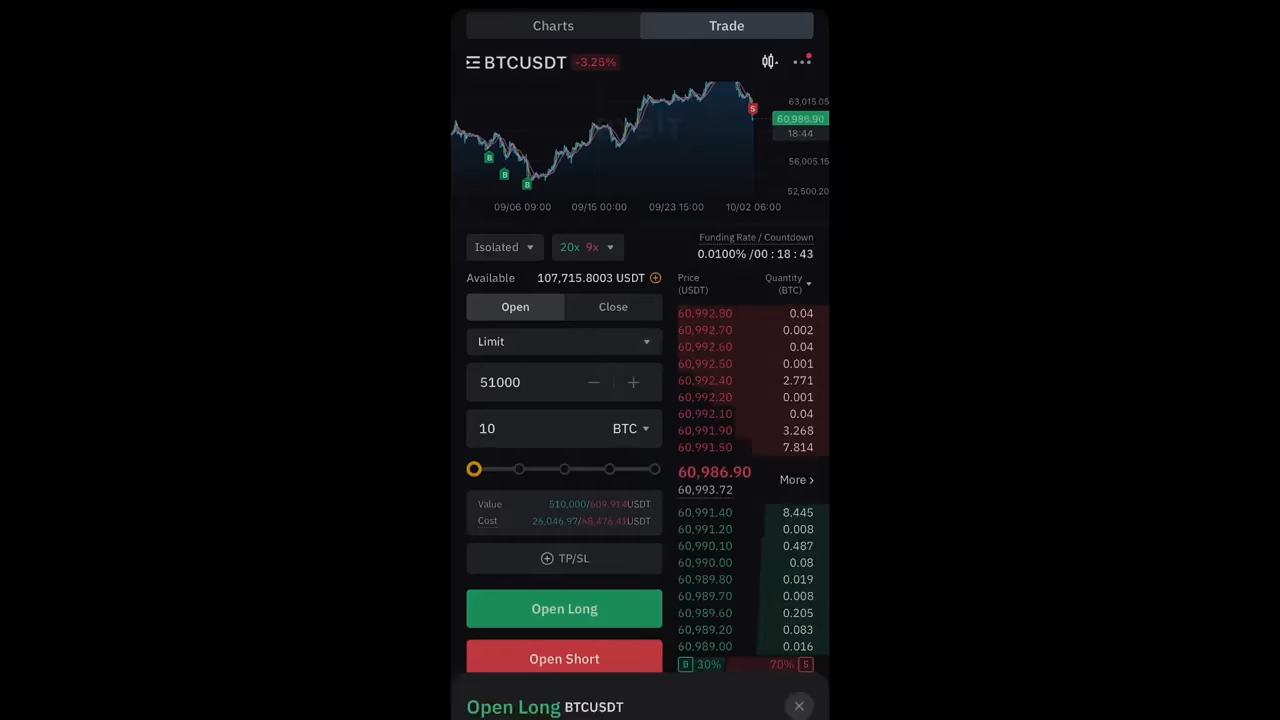 Charts Trade
BTCUSDT -3.25%
63,015.05
S
60,986.90
18:44
B
56,005.15
B
B
52,500.20
09/06 09:00 09/15 00:00 09/23 15:00 10/02 06:00
Isolated 20x 9x
Funding Rate / Countdown
0.0100% /00 : 18 : 43
Available 107,715.8003 USDT
Price (USDT) Quantity (BTC)
Open Close
Limit
51000
10 BTC
Value 510,000/609,914USDT
Cost 26,046.97/68,476.43USDT
TP/SL
Open Long
Open Short
60,992.80 0.04
60,992.70 0.002
60,992.60 0.04
60,992.50 0.001
60,992.40 2.771
60,992.20 0.001
60,992.10 0.04
60,991.90 3.268
60,991.50 7.814
60,986.90
60,993.72
More
60,991.40 8.445
60,991.20 0.008
60,990.10 0.487
60,990.00 0.08
60,989.80 0.019
60,989.70 0.008
60,989.60 0.205
60,989.20 0.083
60,989.00 0.016
B 30% 70% S
Open Long BTCUSDT